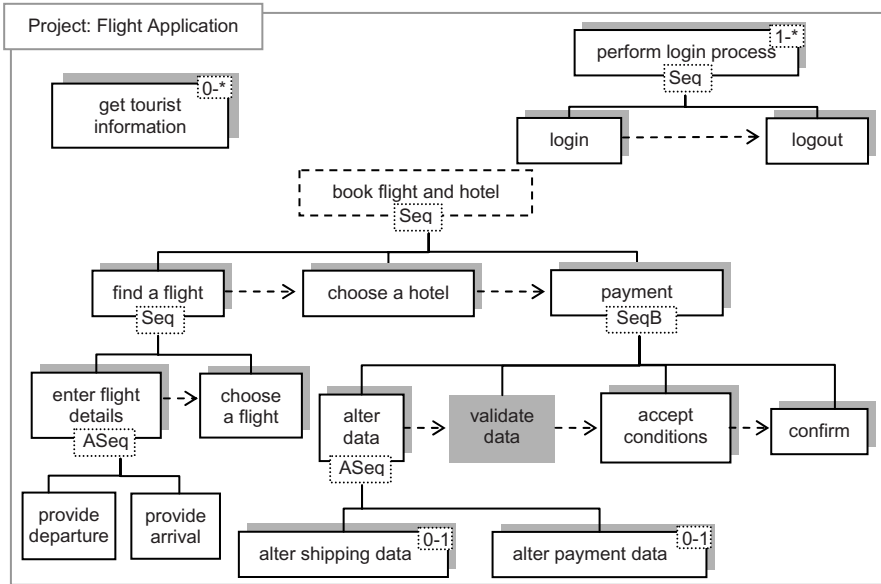 Project: Flight Application
1-*
perform login process
Seq
0-*
get tourist
information
login
logout
book flight and hotel
Seq
find a flight
choose a hotel
payment
Seq
SeqB
enter flight
details
choose
a flight
alter
data
validate
data
accept
conditions
confirm
ASeq
ASeq
provide
departure
provide
arrival
0-1
alter shipping data
0-1
alter payment data